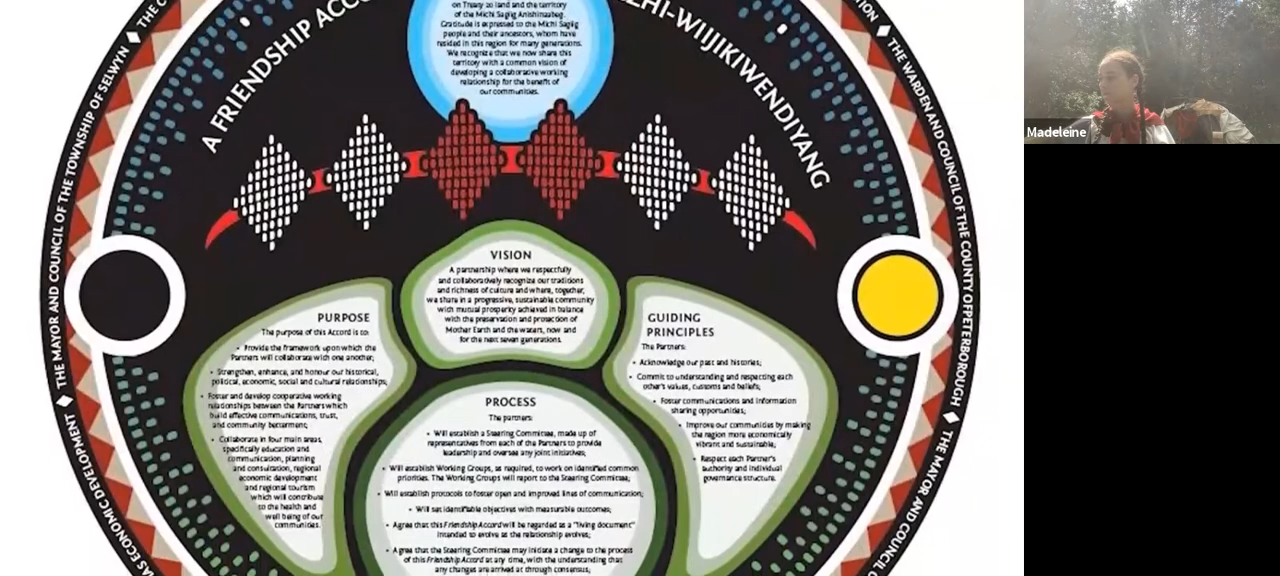 A FRIENDSHIP ACCO
ZHI-WIIJIKIWENDIYANG
THE MAYOR AND COUNCIL OF THE TOWNSHIP OF SELWYN ◆ THE C
TION ◆ THE WARDEN AND COUNCIL OF THE COUNTY OF PETERBOROUGH ◆ THE MAYOR AND COUNCIL O
AS ECONOMIC DEVELOPMENT ◆
on Treaty 20 land and the territory
of the Michi Saagiig Anishinaabeg.
Gratitude is expressed to the Michi Saagiig
people and their ancestors, whom have
resided in this region for many generations.
We recognize that we now share this
territory with a common vision of
developing a collaborative working
relationship for the benefit of
our communities.
VISION
A partnership where we respectfully
and collaboratively recognize our traditions
and richness of culture and where, together,
we share in a progressive, sustainable community
with mutual prosperity achieved in balance
with the preservation and protection of
Mother Earth and the waters, now and
for the next seven generations.
PURPOSE
The purpose of this Accord is to:
• Provide the framework upon which the
Partners will collaborate with one another;
• Strengthen, enhance, and honour our historical,
political, economic, social and cultural relationships;
• Foster and develop cooperative working
relationships between the Partners which
build effective communications, trust,
and community betterment;
• Collaborate in four main areas,
specifically education and
communication, planning
and consultation, regional
economic development
and regional tourism
which will contribute
to the health and
well being of our
communities.
GUIDING
PRINCIPLES
The Partners:
• Acknowledge our past and histories;
• Commit to understanding and respecting each
other's values, customs and beliefs;
• Foster communications and information
sharing opportunities;
• Improve our communities by making
the region more economically
vibrant and sustainable;
• Respect each Partner's
authority and individual
governance structure.
PROCESS
The partners:
• Will establish a Steering Committee, made up of
representatives from each of the Partners to provide
leadership and oversee any joint initiatives;
• Will establish Working Groups, as required, to work on identified common
priorities. The Working Groups will report to the Steering Committee;
• Will establish protocols to foster open and improved lines of communication;
• Will set identifiable objectives with measurable outcomes;
• Agree that this Friendship Accord will be regarded as a "living document"
intended to evolve as the relationship evolves;
• Agree that the Steering Committee may initiate a change to the process
of this Friendship Accord at any time, with the understanding that
any changes are arrived at through consensus;
Madeleine